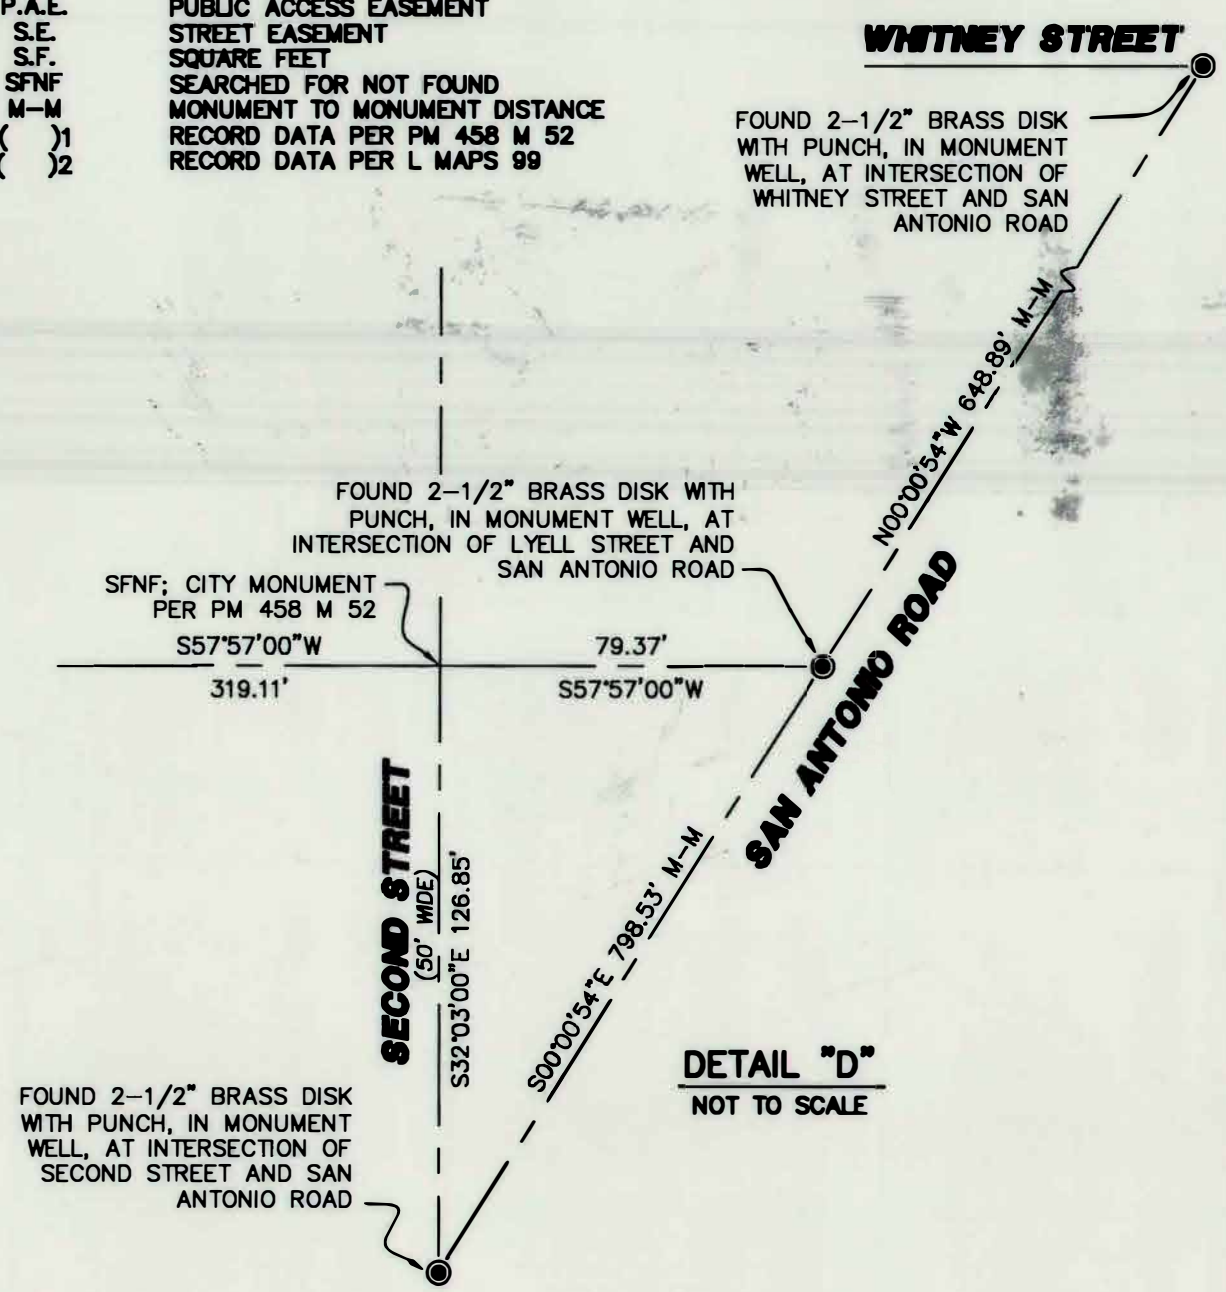 P.A.E. PUBLIC ACCESS EASEMENT
S.E. STREET EASEMENT
S.F. SQUARE FEET
SFNF SEARCHED FOR NOT FOUND
M-M MONUMENT TO MONUMENT DISTANCE
( )1 RECORD DATA PER PM 458 M 52
( )2 RECORD DATA PER L MAPS 99
WHITNEY STREET
FOUND 2-1/2" BRASS DISK
WITH PUNCH, IN MONUMENT
WELL, AT INTERSECTION OF
WHITNEY STREET AND SAN
ANTONIO ROAD
N00°00'54"W 648.89' M-M
FOUND 2-1/2" BRASS DISK WITH
PUNCH, IN MONUMENT WELL, AT
INTERSECTION OF LYELL STREET AND
SAN ANTONIO ROAD
SFNF; CITY MONUMENT
PER PM 458 M 52
S57°57'00"W
319.11'
79.37'
S57°57'00"W
SAN ANTONIO ROAD
SECOND STREET
(50' WIDE)
S32°03'00"E 126.85'
S00°00'54"E 798.53' M-M
DETAIL "D"
NOT TO SCALE
FOUND 2-1/2" BRASS DISK
WITH PUNCH, IN MONUMENT
WELL, AT INTERSECTION OF
SECOND STREET AND SAN
ANTONIO ROAD